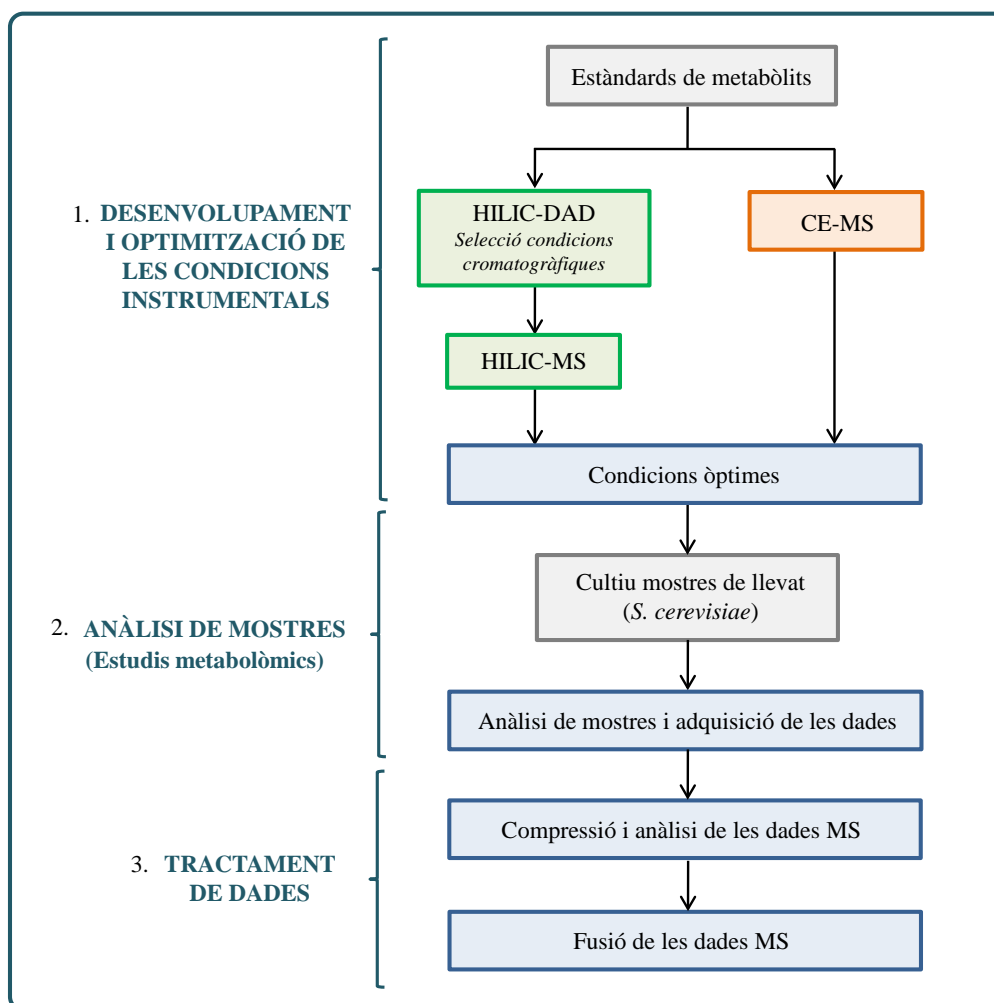 Estàndards de metabòlits
1. DESENVOLUPAMENT
I OPTIMITZACIÓ DE
LES CONDICIONS
INSTRUMENTALS
HILIC-DAD
Selecció condicions
cromatogràfiques
CE-MS
HILIC-MS
Condicions òptimes
2. ANÀLISI DE MOSTRES
(Estudis metabolòmics)
Cultiu mostres de llevat
(S. cerevisiae)
Anàlisi de mostres i adquisició de les dades
3. TRACTAMENT
DE DADES
Compressió i anàlisi de les dades MS
Fusió de les dades MS